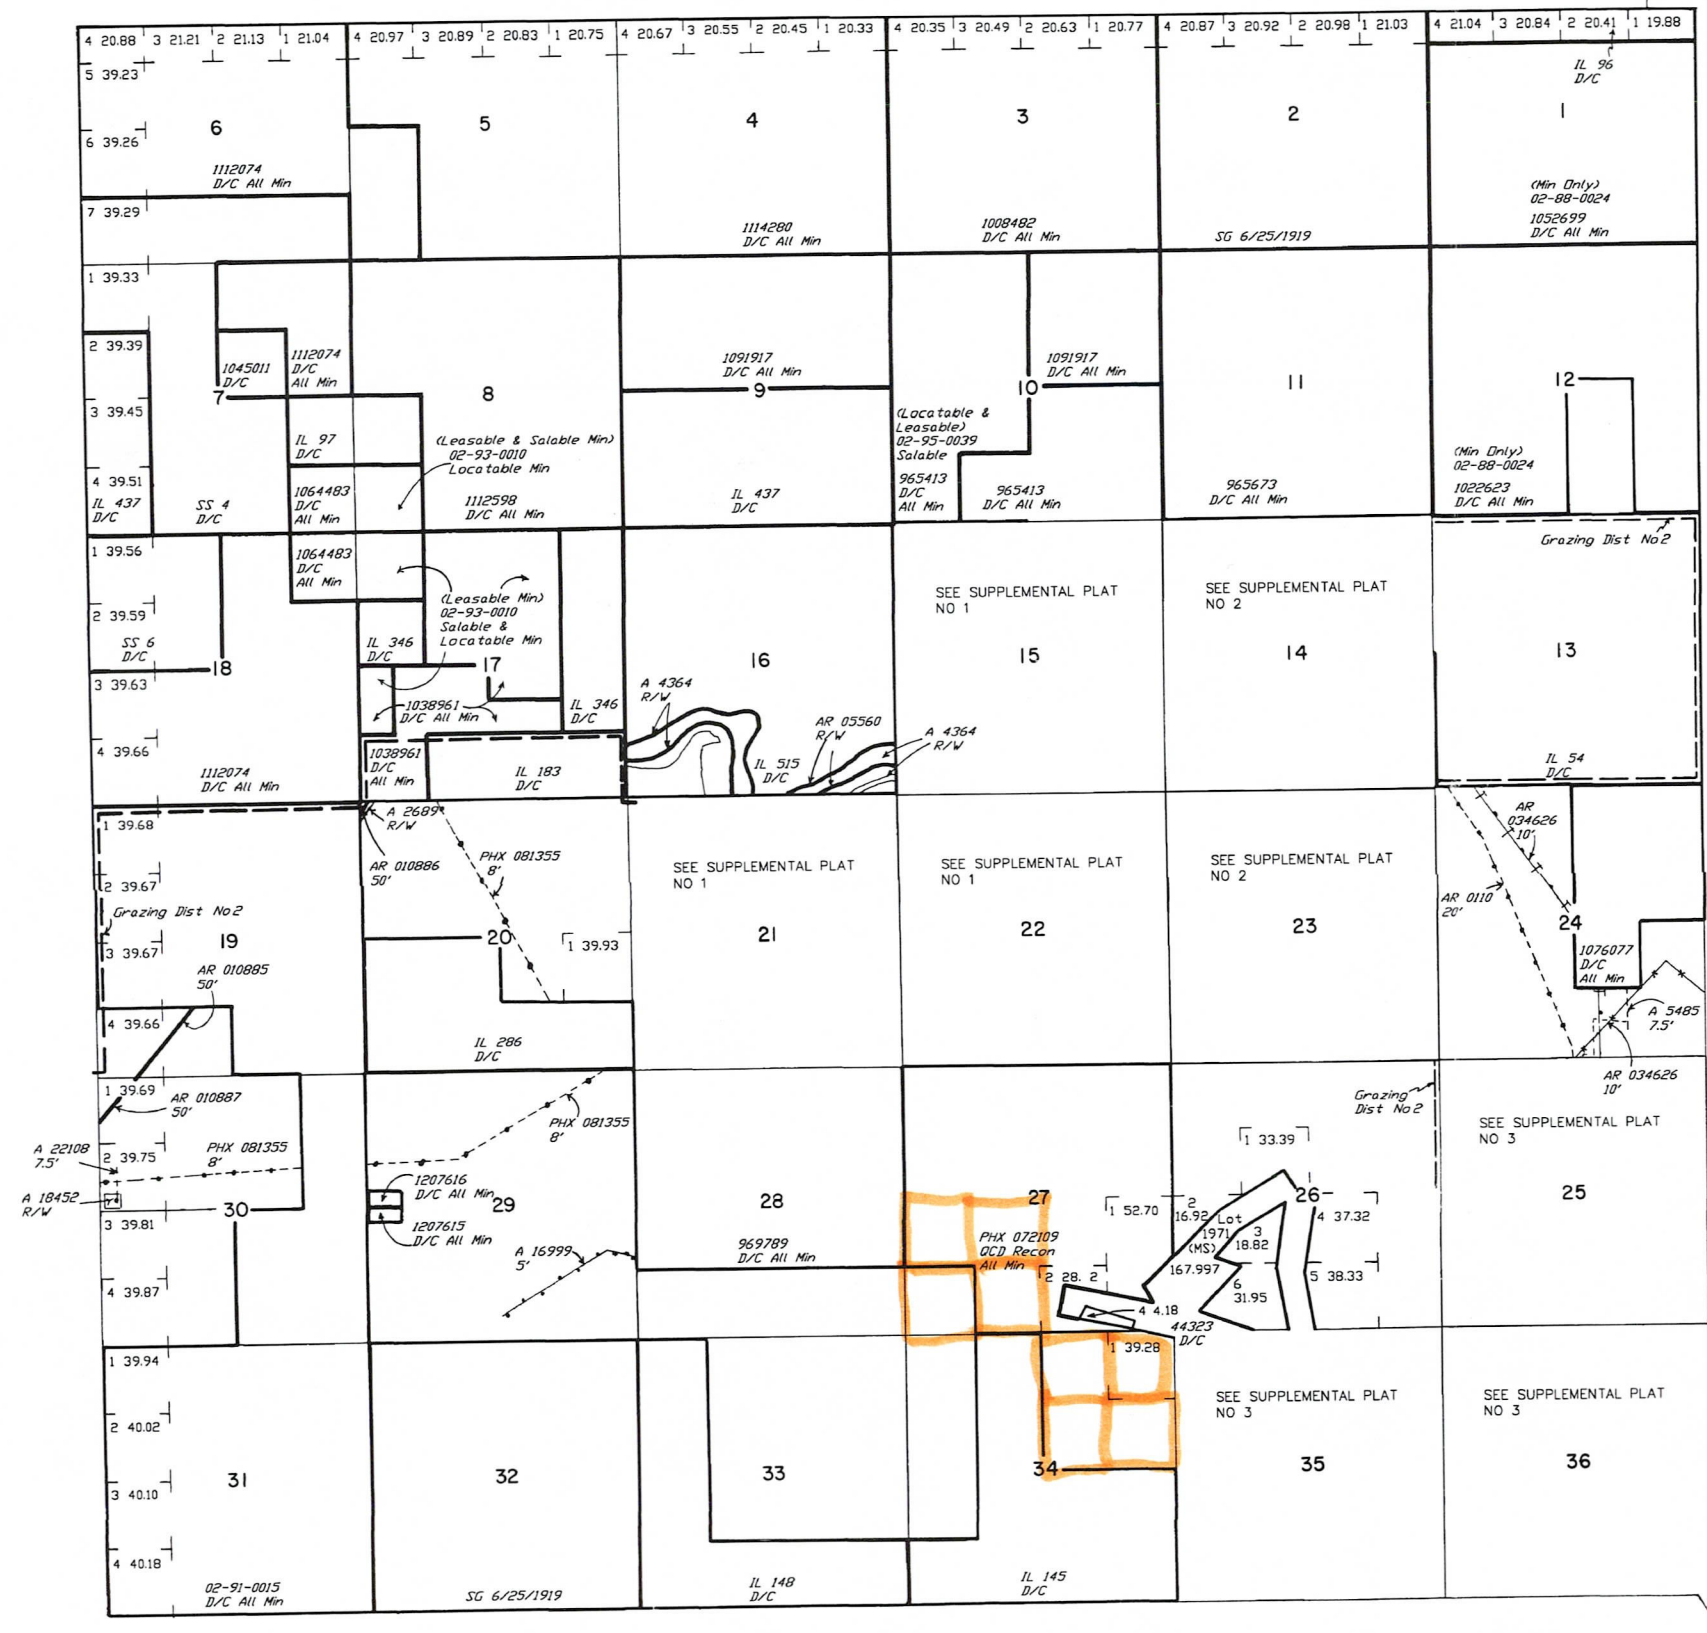 4 20.88 3 21.21 2 21.13 1 21.04 4 20.97 3 20.89 2 20.83 1 20.75 4 20.67 3 20.55 2 20.45 1 20.33 4 20.35 3 20.49 2 20.63 1 20.77 4 20.87 3 20.92 2 20.98 1 21.03 4 21.04 3 20.84 2 20.41 1 19.88
5 39.23
6 39.26
7 39.29
6
1112074
D/C All Min
5
4
1114280
D/C All Min
3
1008482
D/C All Min
2
SG 6/25/1919
IL 96
D/C
1
(Min Only)
02-88-0024
1052699
D/C All Min
1 39.33
2 39.39
3 39.45
4 39.51
IL 437
D/C
SS 4
D/C
1045011
D/C
7
1112074
D/C
All Min
IL 97
D/C
1064483
D/C
All Min
8
(Leasable & Salable Min)
02-93-0010
Locatable Min
1112598
D/C All Min
1091917
D/C All Min
9
IL 437
D/C
1091917
D/C All Min
10
(Locatable &
Leasable)
02-95-0039
Salable
965413
D/C
All Min
965413
D/C All Min
11
965673
D/C All Min
12
(Min Only)
02-88-0024
1022623
D/C All Min
1 39.56
2 39.59
SS 6
D/C
3 39.63
4 39.66
18
1112074
D/C All Min
1064483
D/C
All Min
(Leasable Min)
02-93-0010
Salable &
Locatable Min
IL 346
D/C
17
1038961
D/C All Min
IL 346
D/C
1038961
D/C
All Min
IL 183
D/C
16
A 4364
R/W
AR 05560
R/W
A 4364
R/W
IL 515
D/C
SEE SUPPLEMENTAL PLAT
NO 1
15
SEE SUPPLEMENTAL PLAT
NO 2
14
Grazing Dist No2
13
IL 54
D/C
1 39.68
2 39.67
Grazing Dist No2
3 39.67
19
AR 010885
50'
4 39.66
A 2689
R/W
AR 010886
50'
PHX 081355
8'
20
1 39.93
IL 286
D/C
SEE SUPPLEMENTAL PLAT
NO 1
21
SEE SUPPLEMENTAL PLAT
NO 1
22
SEE SUPPLEMENTAL PLAT
NO 2
23
AR
034626
10'
AR 0110
20'
24
1076077
D/C
All Min
A 5485
7.5'
AR 034626
10'
1 39.69
AR 010887
50'
A 22108
7.5'
2 39.75
PHX 081355
8'
A 18452
R/W
3 39.81
30
4 39.87
PHX 081355
8'
1207616
D/C All Min
29
1207615
D/C All Min
A 16999
5'
28
969789
D/C All Min
27
PHX 072109
QCD Recon
All Min
1 52.70
2 28. 2
4 4.18
44323
D/C
Grazing
Dist No2
1 33.39
2
16.92
Lot
1971
(MS)
167.997
3
18.82
26
4 37.32
5 38.33
6
31.95
SEE SUPPLEMENTAL PLAT
NO 3
25
1 39.94
2 40.02
3 40.10
4 40.18
31
02-91-0015
D/C All Min
32
SG 6/25/1919
33
IL 148
D/C
1 39.28
34
IL 145
D/C
SEE SUPPLEMENTAL PLAT
NO 3
35
SEE SUPPLEMENTAL PLAT
NO 3
36